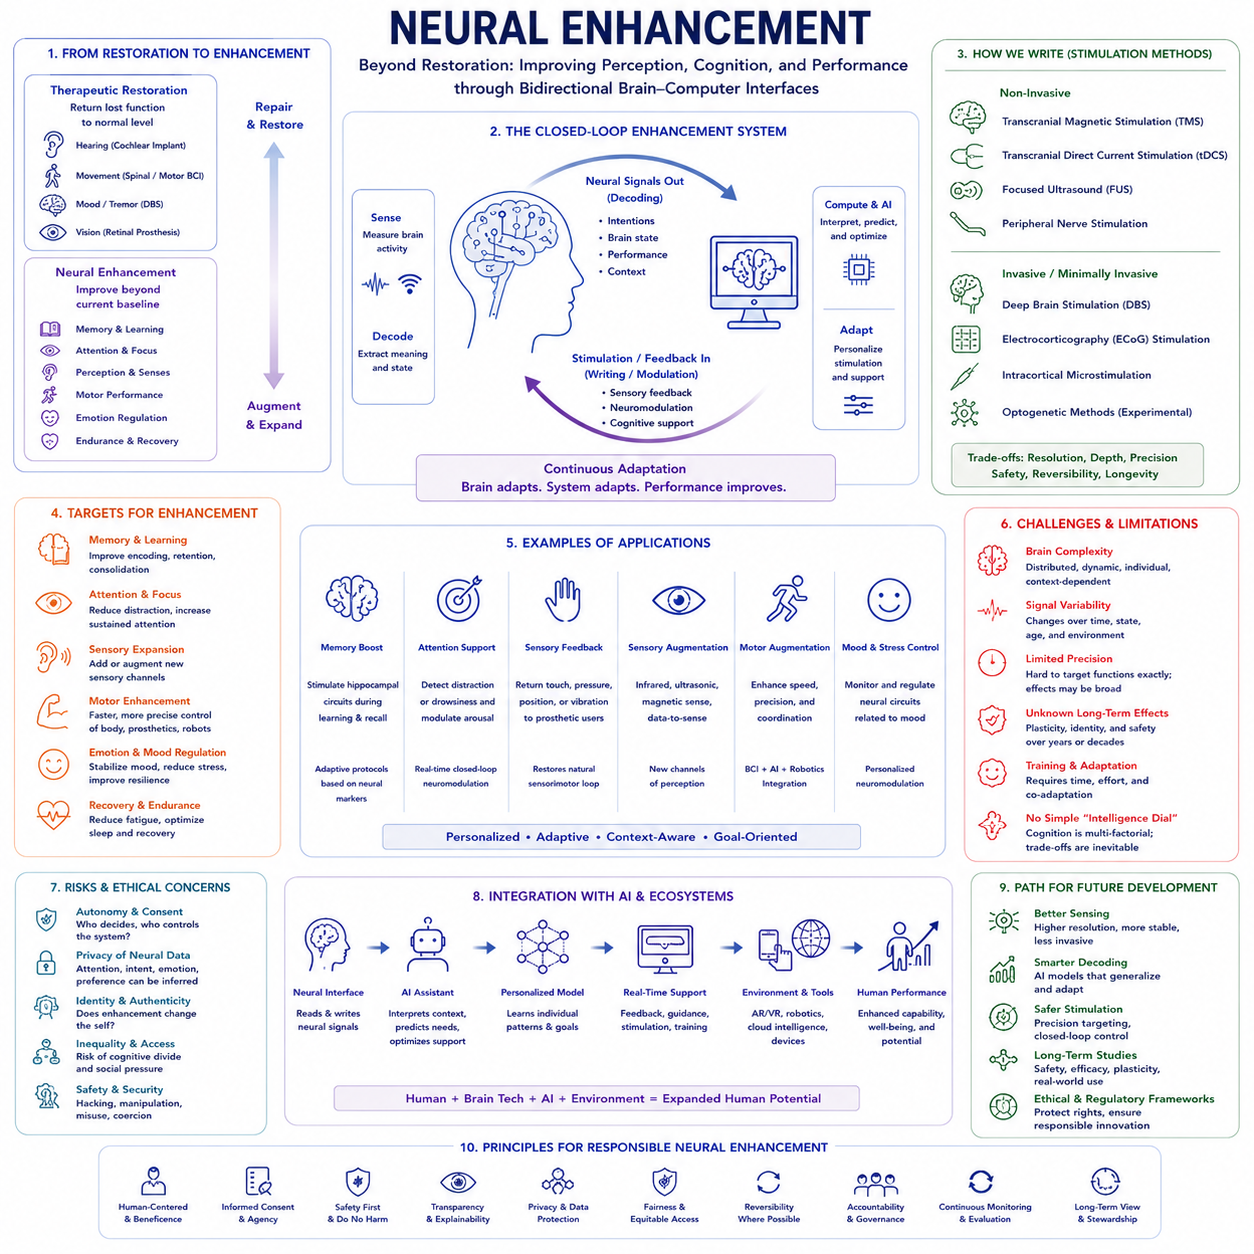 NEURAL ENHANCEMENT
Beyond Restoration: Improving Perception, Cognition, and Performance
through Bidirectional Brain–Computer Interfaces
1. FROM RESTORATION TO ENHANCEMENT
Therapeutic Restoration
Return lost function
to normal level
Hearing (Cochlear Implant)
Movement (Spinal / Motor BCI)
Mood / Tremor (DBS)
Vision (Retinal Prosthesis)
Neural Enhancement
Improve beyond
current baseline
Memory & Learning
Attention & Focus
Perception & Senses
Motor Performance
Emotion Regulation
Endurance & Recovery
Repair
& Restore
Augment
& Expand
2. THE CLOSED-LOOP ENHANCEMENT SYSTEM
Sense
Measure brain
activity
Decode
Extract meaning
and state
Neural Signals Out
(Decoding)
• Intentions
• Brain state
• Performance
• Context
Stimulation / Feedback In
(Writing / Modulation)
• Sensory feedback
• Neuromodulation
• Cognitive support
Compute & AI
Interpret, predict,
and optimize
Adapt
Personalize
stimulation
and support
Continuous Adaptation
Brain adapts. System adapts. Performance improves.
3. HOW WE WRITE (STIMULATION METHODS)
Non-Invasive
Transcranial Magnetic Stimulation (TMS)
Transcranial Direct Current Stimulation (tDCS)
Focused Ultrasound (FUS)
Peripheral Nerve Stimulation
Invasive / Minimally Invasive
Deep Brain Stimulation (DBS)
Electrocorticography (ECoG) Stimulation
Intracortical Microstimulation
Optogenetic Methods (Experimental)
Trade-offs: Resolution, Depth, Precision
Safety, Reversibility, Longevity
4. TARGETS FOR ENHANCEMENT
Memory & Learning
Improve encoding, retention,
consolidation
Attention & Focus
Reduce distraction, increase
sustained attention
Sensory Expansion
Add or augment new
sensory channels
Motor Enhancement
Faster, more precise control
of body, prosthetics, robots
Emotion & Mood Regulation
Stabilize mood, reduce stress,
improve resilience
Recovery & Endurance
Reduce fatigue, optimize
sleep and recovery
5. EXAMPLES OF APPLICATIONS
Memory Boost
Stimulate hippocampal
circuits during
learning & recall
Adaptive protocols
based on neural
markers
Attention Support
Detect distraction
or drowsiness and
modulate arousal
Real-time closed-loop
neuromodulation
Sensory Feedback
Return touch, pressure,
position, or vibration
to prosthetic users
Restores natural
sensorimotor loop
Sensory Augmentation
Infrared, ultrasonic,
magnetic sense,
data-to-sense
New channels
of perception
Motor Augmentation
Enhance speed,
precision, and
coordination
BCI + AI + Robotics
Integration
Mood & Stress Control
Monitor and regulate
neural circuits
related to mood
Personalized
neuromodulation
Personalized • Adaptive • Context-Aware • Goal-Oriented
6. CHALLENGES & LIMITATIONS
Brain Complexity
Distributed, dynamic, individual,
context-dependent
Signal Variability
Changes over time, state,
age, and environment
Limited Precision
Hard to target functions exactly;
effects may be broad
Unknown Long-Term Effects
Plasticity, identity, and safety
over years or decades
Training & Adaptation
Requires time, effort, and
co-adaptation
No Simple “Intelligence Dial”
Cognition is multi-factorial;
trade-offs are inevitable
7. RISKS & ETHICAL CONCERNS
Autonomy & Consent
Who decides, who controls
the system?
Privacy of Neural Data
Attention, intent, emotion,
preference can be inferred
Identity & Authenticity
Does enhancement change
the self?
Inequality & Access
Risk of cognitive divide
and social pressure
Safety & Security
Hacking, manipulation,
misuse, coercion
8. INTEGRATION WITH AI & ECOSYSTEMS
Neural Interface
Reads & writes
neural signals
AI Assistant
Interprets context,
predicts needs,
optimizes support
Personalized Model
Learns individual
patterns & goals
Real-Time Support
Feedback, guidance,
stimulation, training
Environment & Tools
AR/VR, robotics,
cloud intelligence,
devices
Human Performance
Enhanced capability,
well-being, and
potential
Human + Brain Tech + AI + Environment = Expanded Human Potential
9. PATH FOR FUTURE DEVELOPMENT
Better Sensing
Higher resolution, more stable,
less invasive
Smarter Decoding
AI models that generalize
and adapt
Safer Stimulation
Precision targeting,
closed-loop control
Long-Term Studies
Safety, efficacy, plasticity,
real-world use
Ethical & Regulatory Frameworks
Protect rights, ensure
responsible innovation
10. PRINCIPLES FOR RESPONSIBLE NEURAL ENHANCEMENT
Human-Centered
& Beneficence
Informed Consent
& Agency
Safety First
& Do No Harm
Transparency
& Explainability
Privacy & Data
Protection
Fairness &
Equitable Access
Reversibility
Where Possible
Accountability
& Governance
Continuous Monitoring
& Evaluation
Long-Term View
& Stewardship